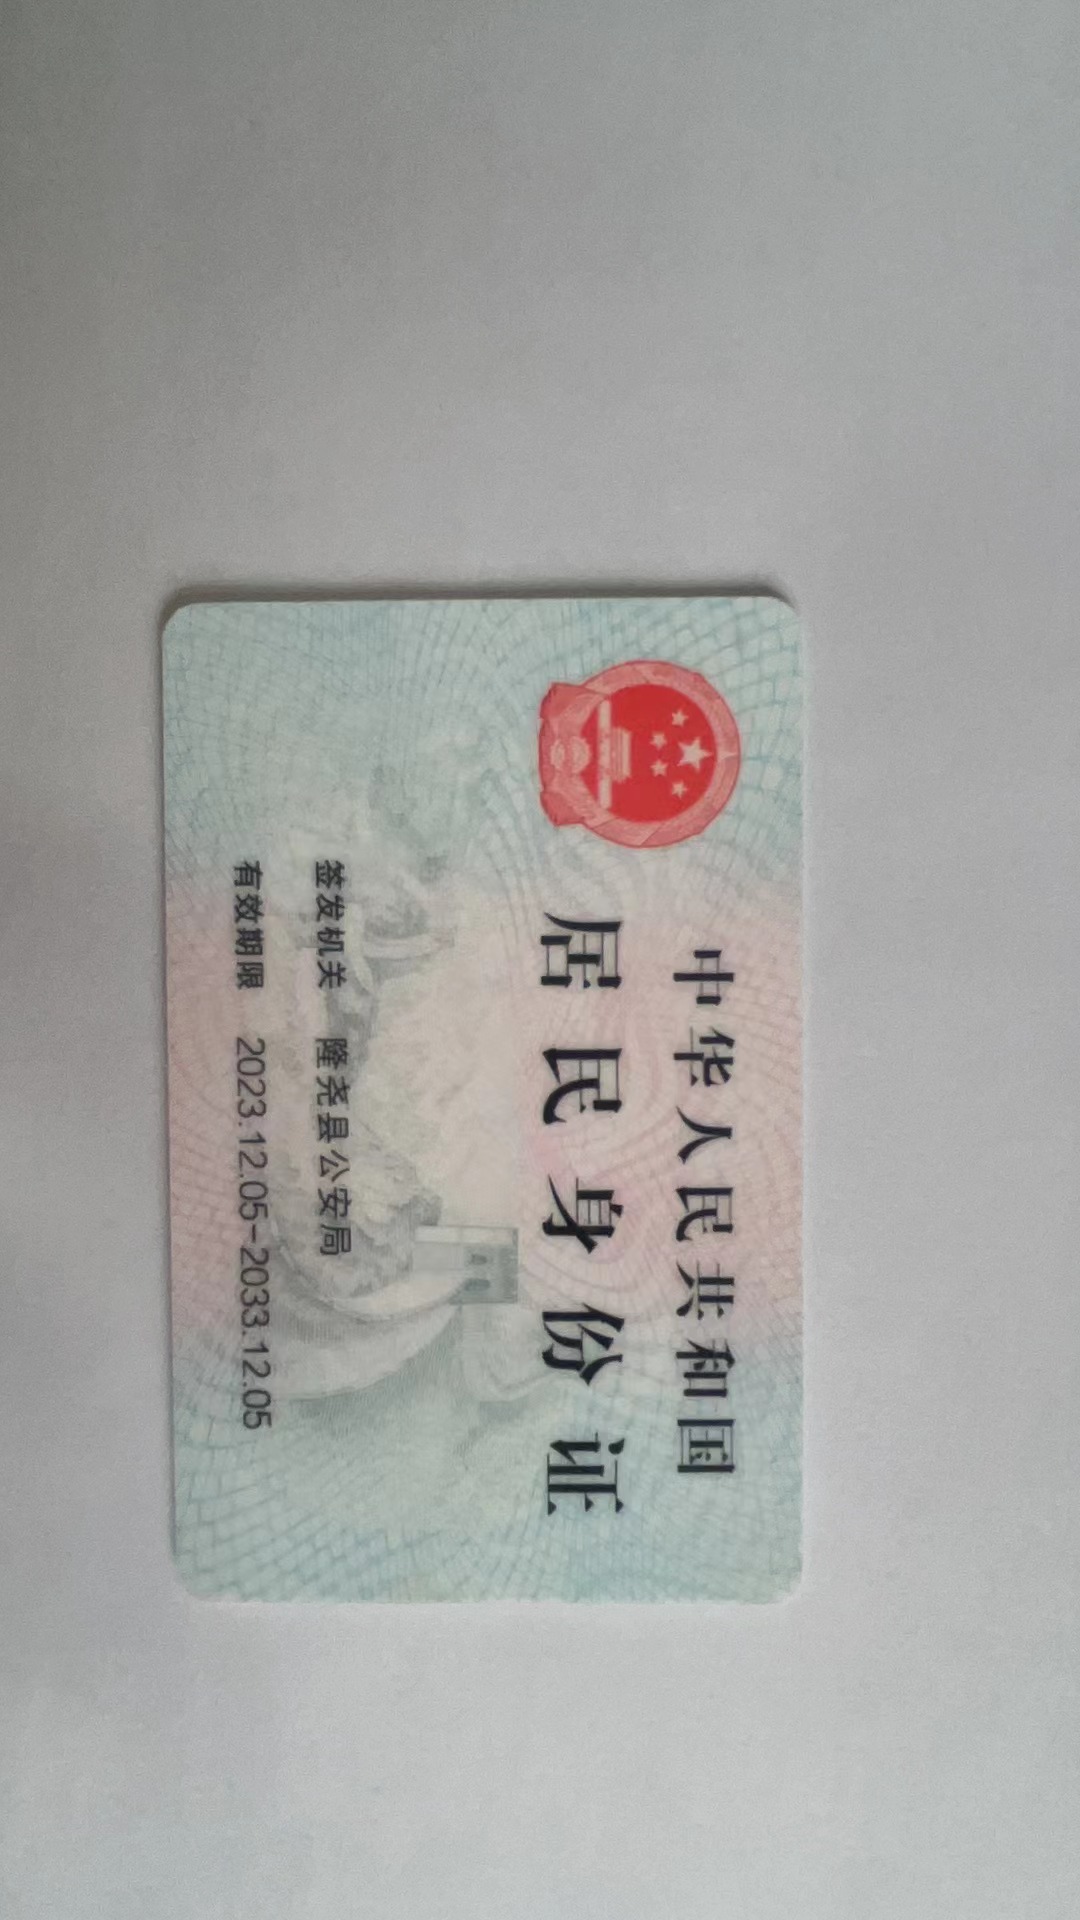 中华人民共和国
居民身份证
签发机关 隆尧县公安局
有效期限 2023.12.05-2033.12.05